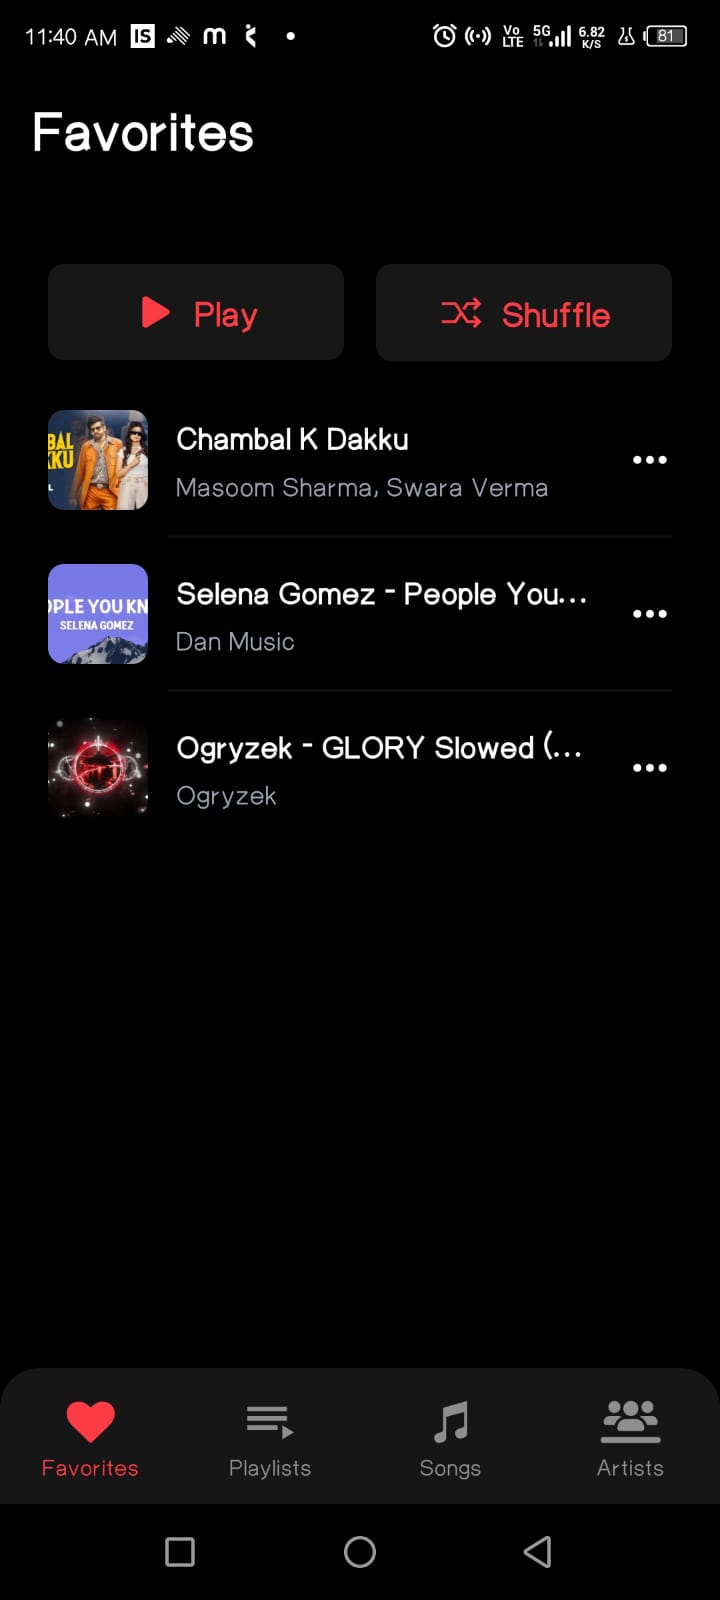 11:40 AM IS m Vo LTE 5G 6.82 K/S 81
Favorites
Play
Shuffle
BAL
KKU
Chambal K Dakku
Masoom Sharma, Swara Verma
OPLE YOU KN
SELENA GOMEZ
Selena Gomez - People You...
Dan Music
Ogryzek - GLORY Slowed (...
Ogryzek
Favorites
Playlists
Songs
Artists